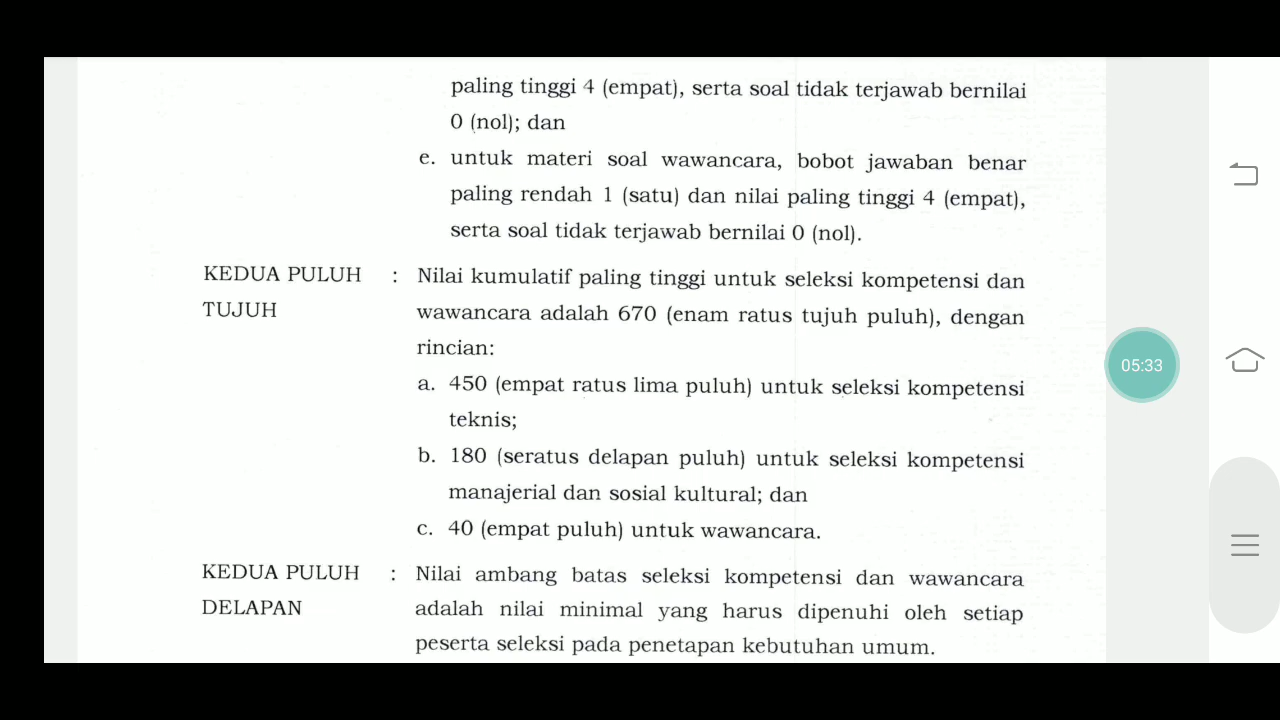 paling tinggi 4 (empat), serta soal tidak terjawab bernilai
0 (nol); dan
e. untuk materi soal wawancara, bobot jawaban benar
paling rendah 1 (satu) dan nilai paling tinggi 4 (empat),
serta soal tidak terjawab bernilai 0 (nol).
KEDUA PULUH : Nilai kumulatif paling tinggi untuk seleksi kompetensi dan
TUJUH wawancara adalah 670 (enam ratus tujuh puluh), dengan
rincian:
a. 450 (empat ratus lima puluh) untuk seleksi kompetensi
teknis;
b. 180 (seratus delapan puluh) untuk seleksi kompetensi
manajerial dan sosial kultural; dan
c. 40 (empat puluh) untuk wawancara.
KEDUA PULUH : Nilai ambang batas seleksi kompetensi dan wawancara
DELAPAN adalah nilai minimal yang harus dipenuhi oleh setiap
peserta seleksi pada penetapan kebutuhan umum.
05:33